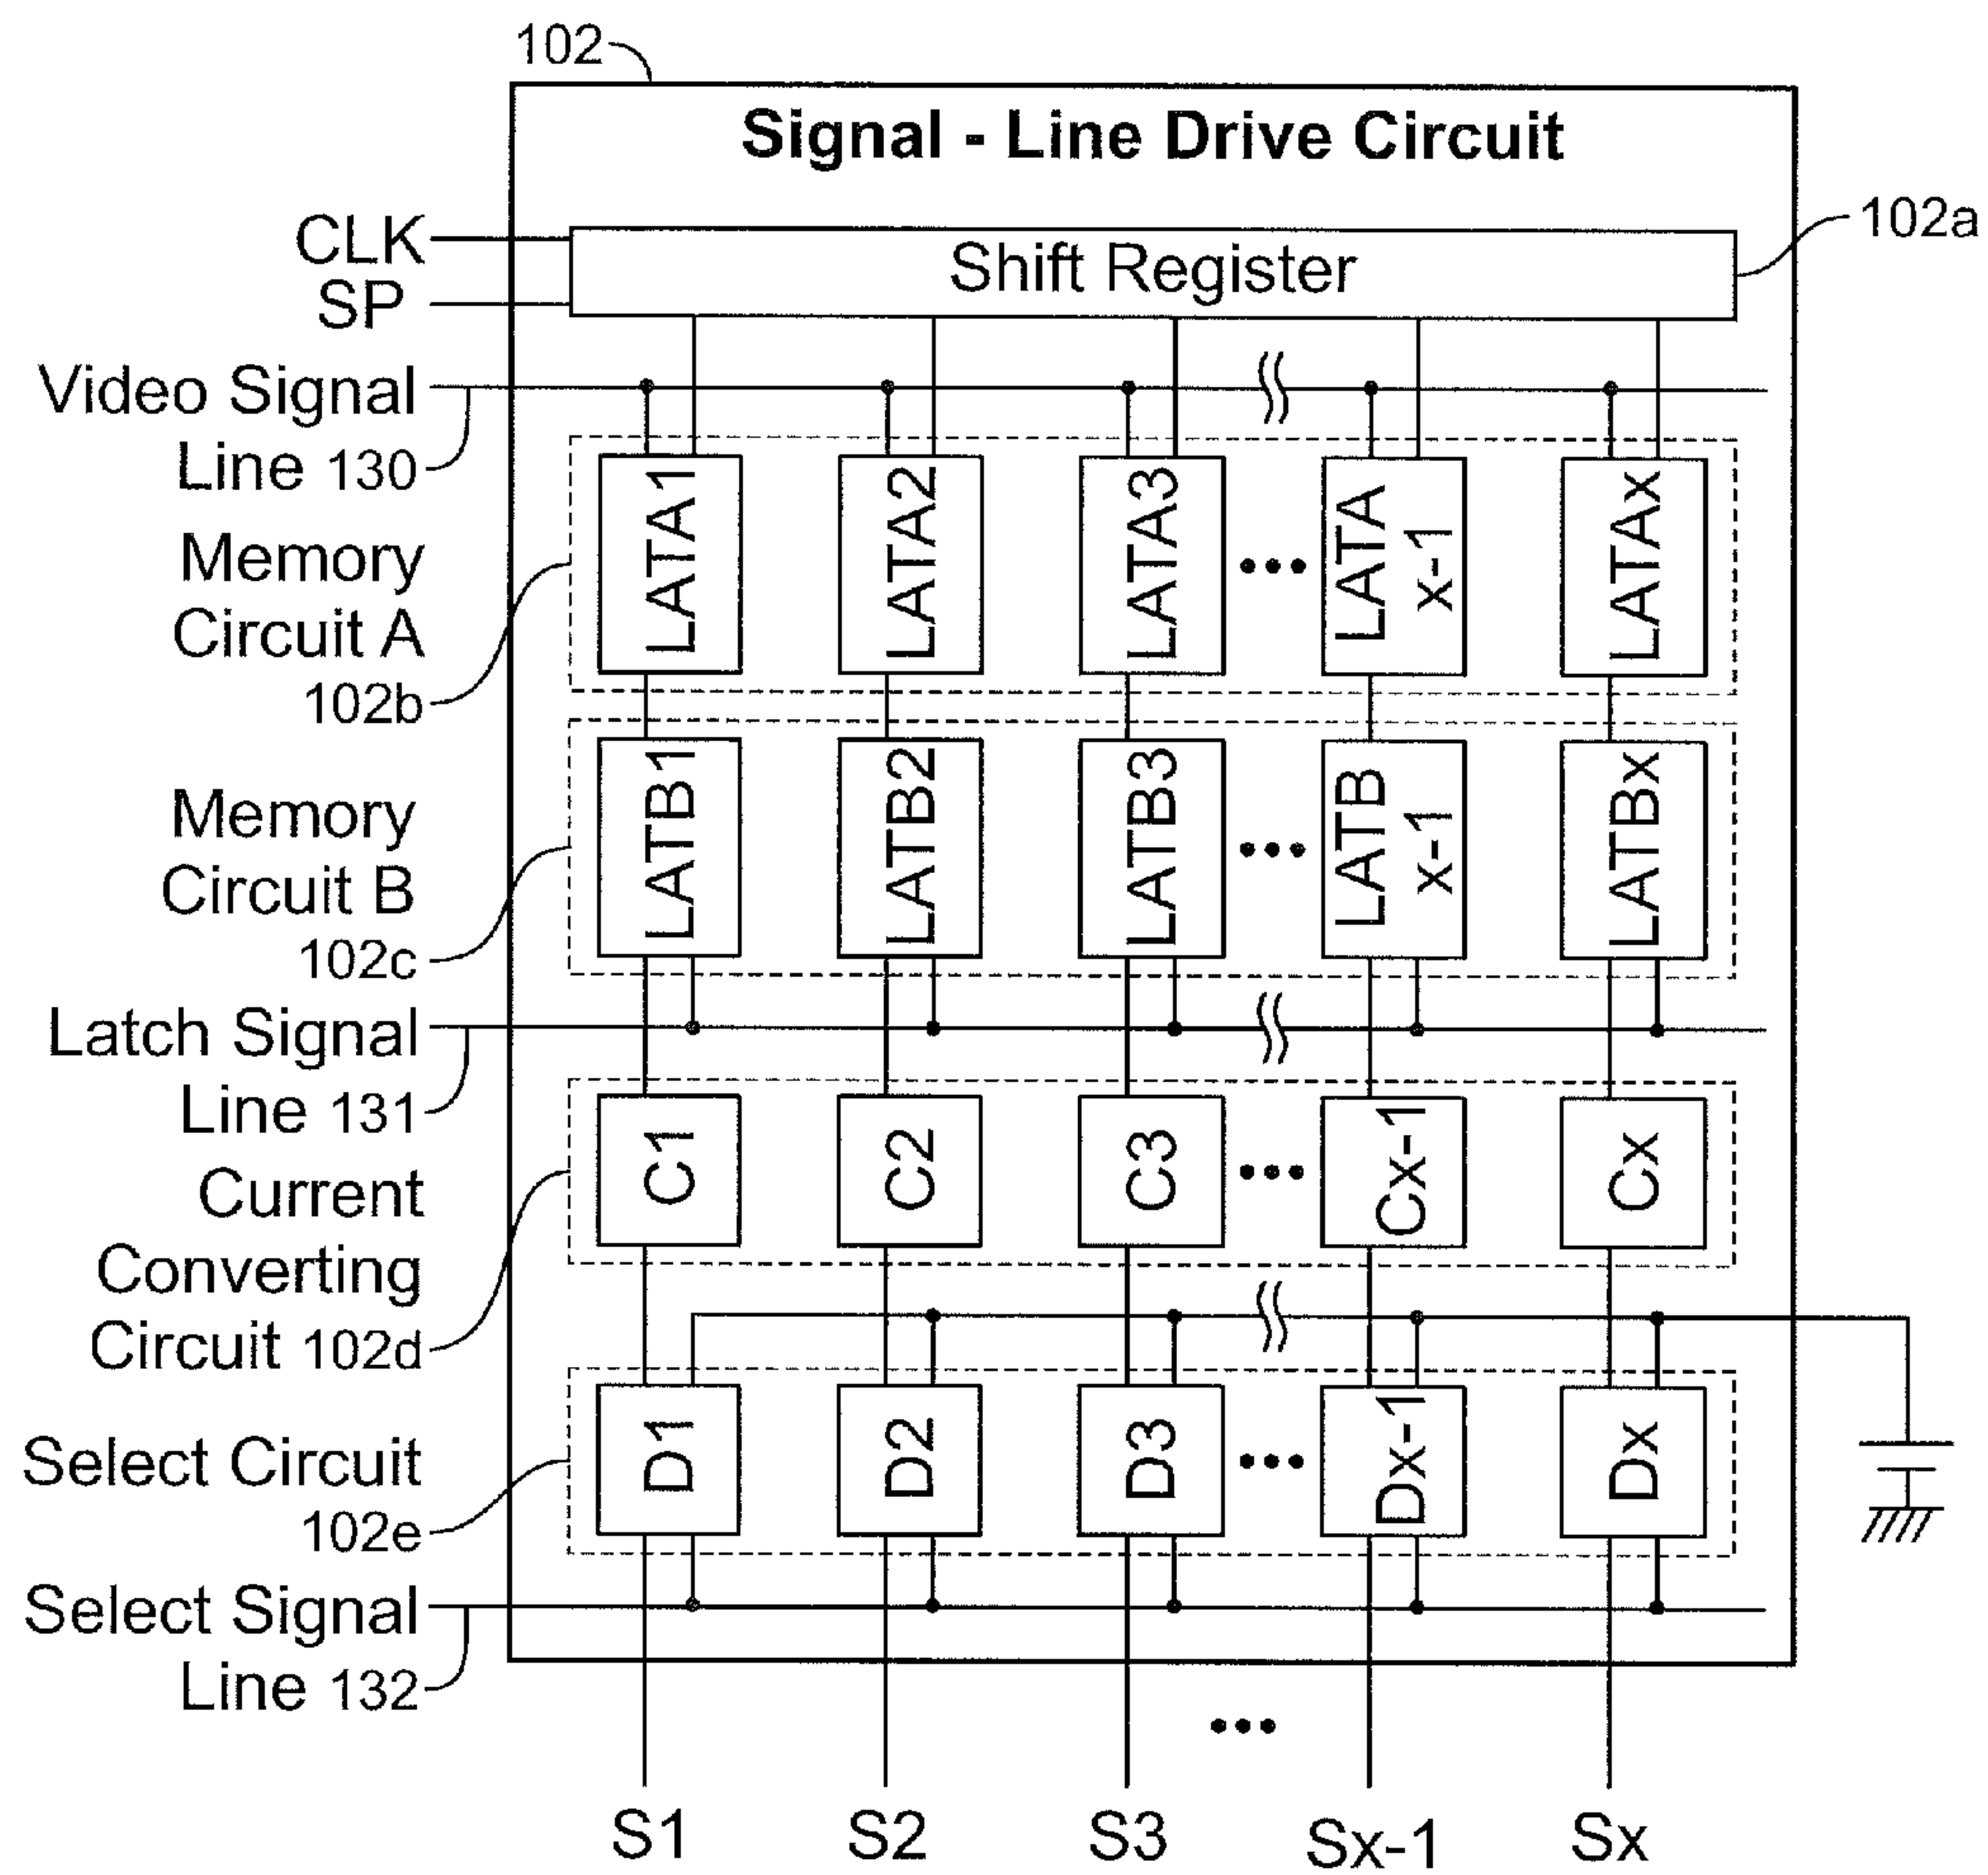 102
Signal - Line Drive Circuit
CLK
SP
Shift Register
102a
Video Signal
Line 130
Memory
Circuit A
102b
LATA1
LATA2
LATA3
LATA
x-1
LATAx
Memory
Circuit B
102c
LATB1
LATB2
LATB3
LATB
x-1
LATBx
Latch Signal
Line 131
Current
Converting
Circuit 102d
C1
C2
C3
Cx-1
Cx
Select Circuit
102e
D1
D2
D3
Dx-1
Dx
Select Signal
Line 132
S1
S2
S3
Sx-1
Sx